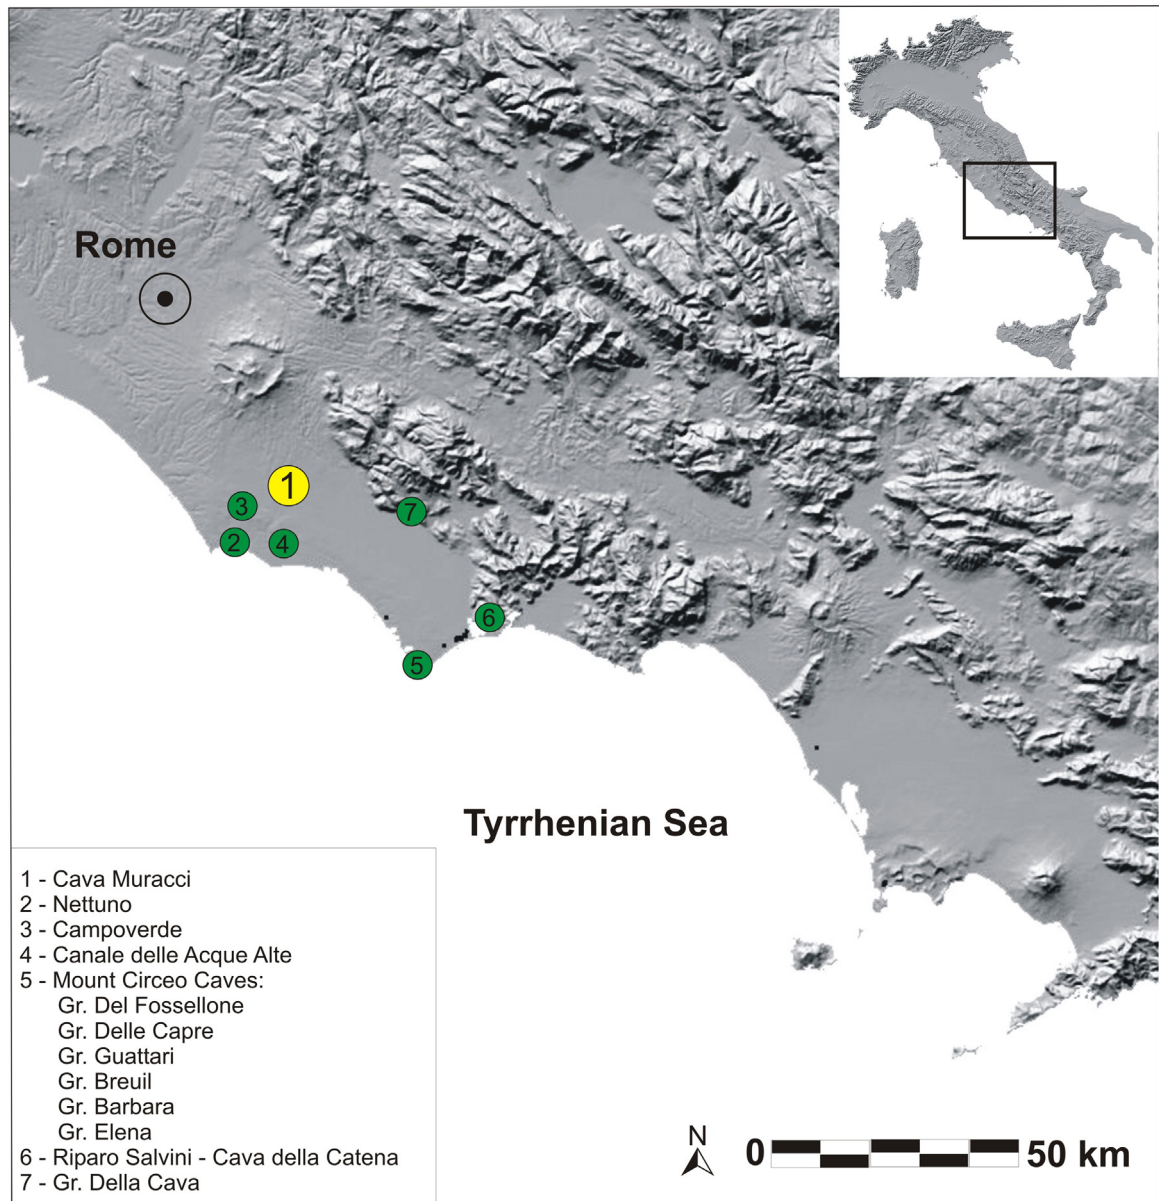 Rome
1
3
2
4
7
6
5
Tyrrhenian Sea
1 - Cava Muracci
2 - Nettuno
3 - Campoverde
4 - Canale delle Acque Alte
5 - Mount Circeo Caves:
Gr. Del Fossellone
Gr. Delle Capre
Gr. Guattari
Gr. Breuil
Gr. Barbara
Gr. Elena
6 - Riparo Salvini - Cava della Catena
7 - Gr. Della Cava
N
0 50 km